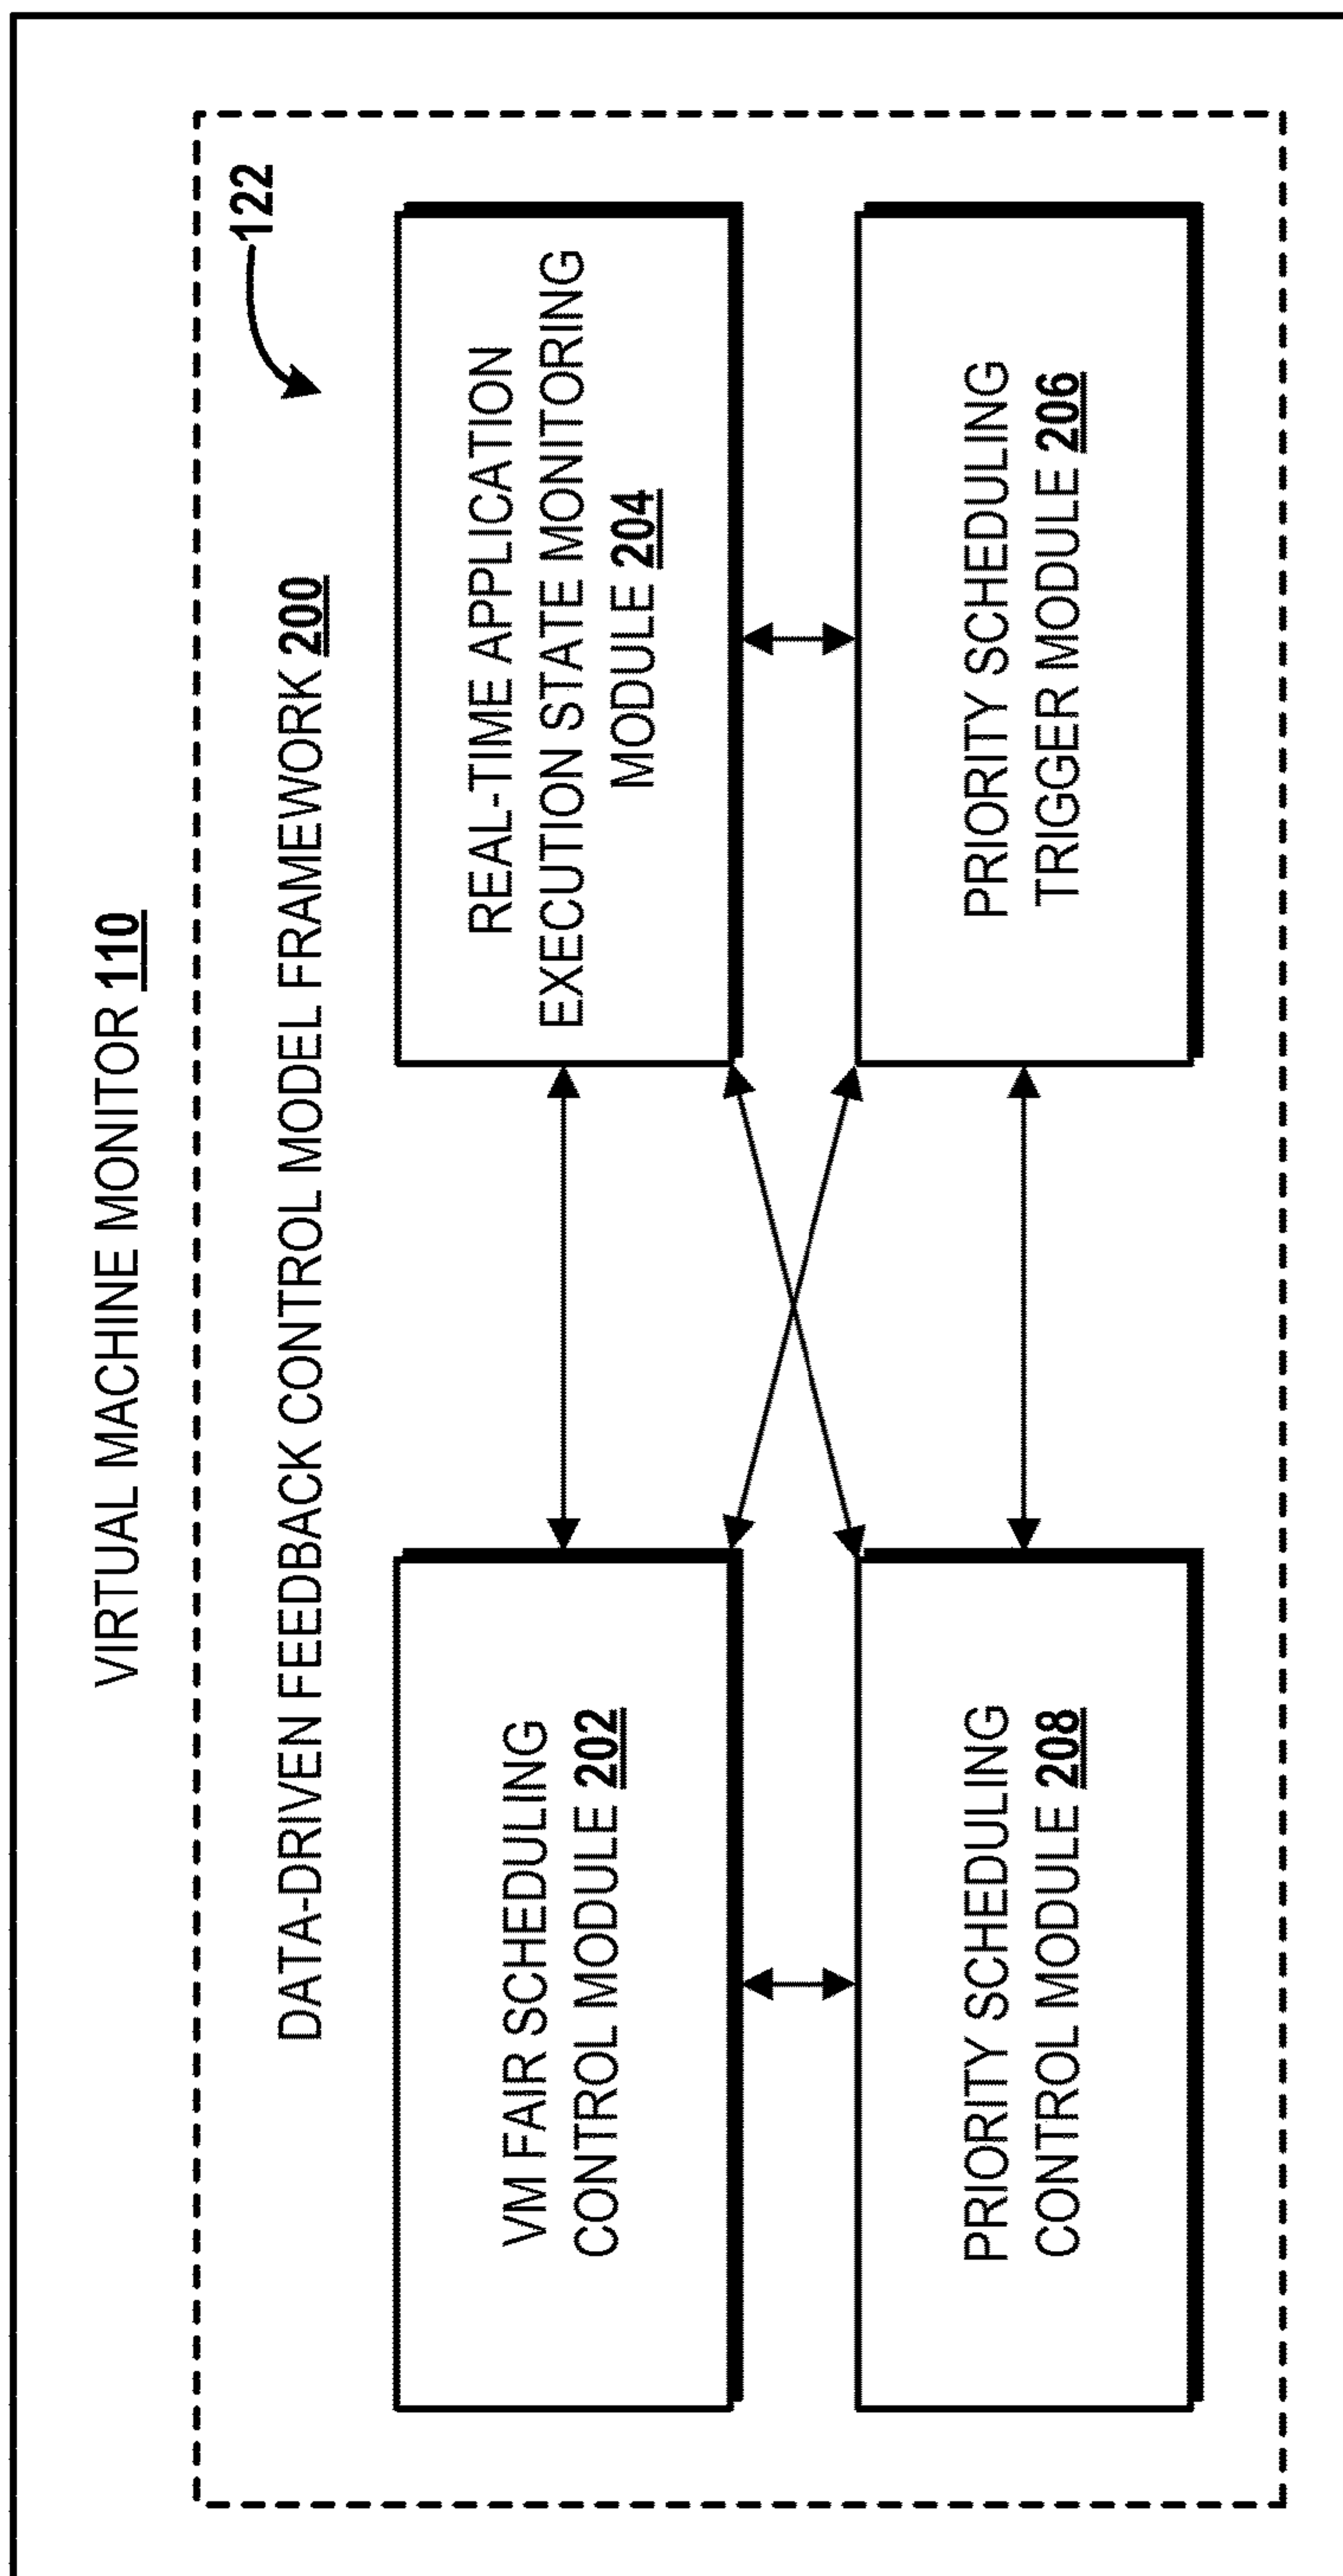 VIRTUAL MACHINE MONITOR 110
122
DATA-DRIVEN FEEDBACK CONTROL MODEL FRAMEWORK 200
VM FAIR SCHEDULING
CONTROL MODULE 202
REAL-TIME APPLICATION
EXECUTION STATE MONITORING
MODULE 204
PRIORITY SCHEDULING
CONTROL MODULE 208
PRIORITY SCHEDULING
TRIGGER MODULE 206